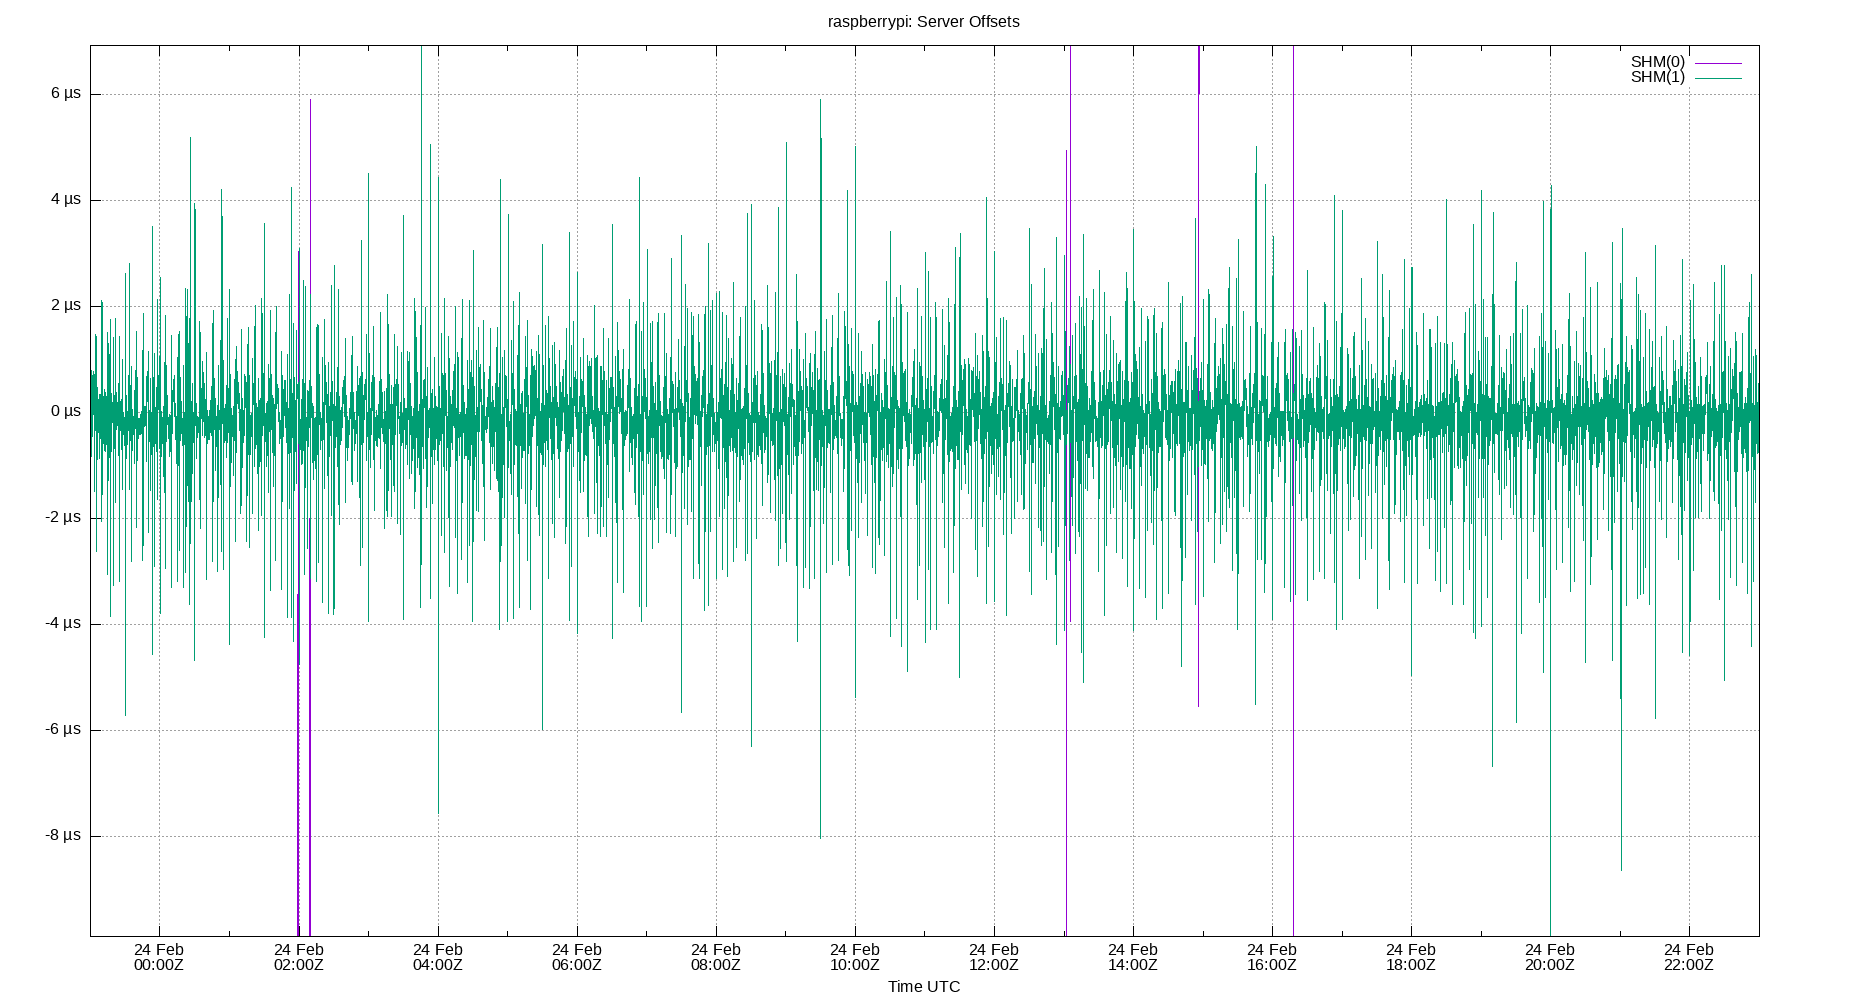 raspberrypi: Server Offsets
SHM(0)
SHM(1)
6 µs
4 µs
2 µs
0 µs
-2 µs
-4 µs
-6 µs
-8 µs
24 Feb 24 Feb 24 Feb 24 Feb 24 Feb 24 Feb 24 Feb 24 Feb 24 Feb 24 Feb 24 Feb 24 Feb
00:00Z 02:00Z 04:00Z 06:00Z 08:00Z 10:00Z 12:00Z 14:00Z 16:00Z 18:00Z 20:00Z 22:00Z
Time UTC